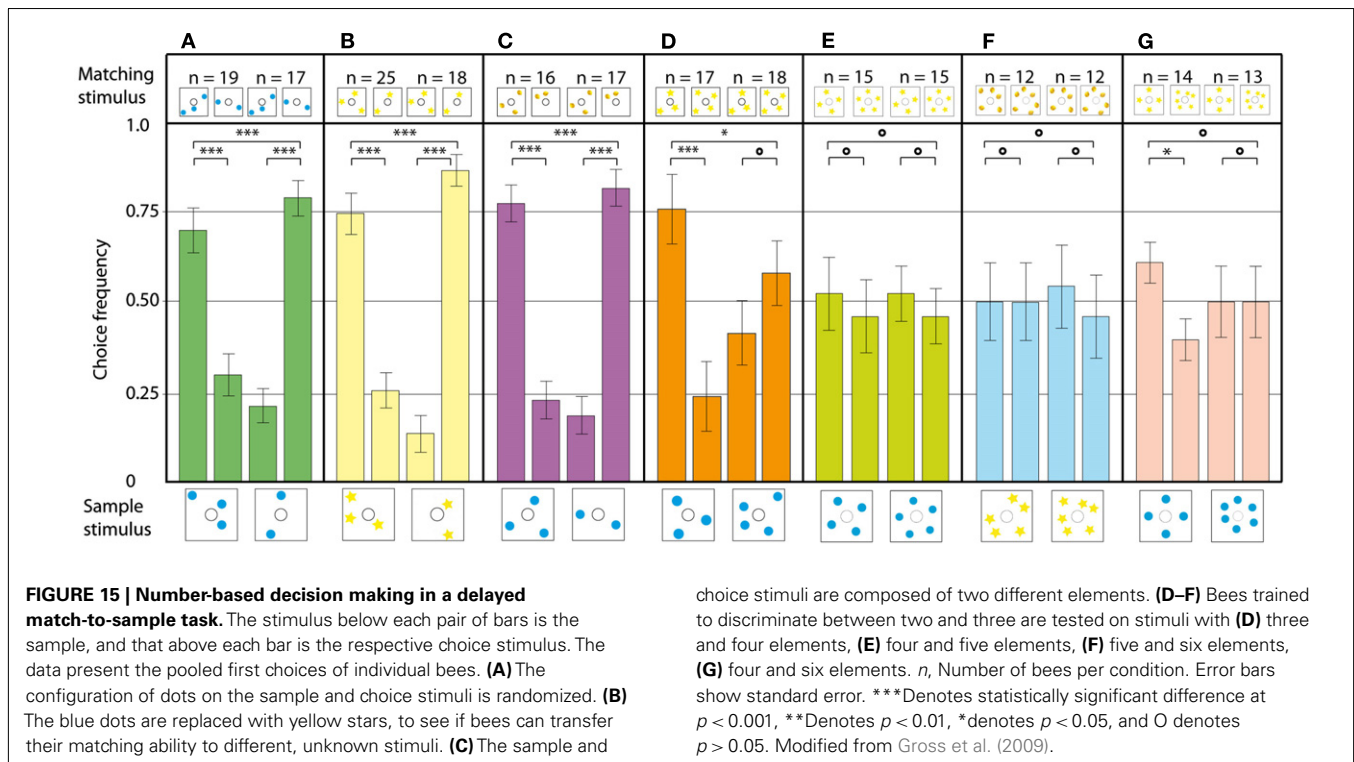 A B C D E F G
Matching stimulus
n = 19 n = 17 n = 25 n = 18 n = 16 n = 17 n = 17 n = 18 n = 15 n = 15 n = 12 n = 12 n = 14 n = 13
1.0
*** *** *** * o o o
*** *** *** *** *** *** *** o o o o o * o
0.75
0.50
0.25
0
Choice frequency
Sample stimulus
FIGURE 15 | Number-based decision making in a delayed
match-to-sample task. The stimulus below each pair of bars is the
sample, and that above each bar is the respective choice stimulus. The
data present the pooled first choices of individual bees. (A) The
configuration of dots on the sample and choice stimuli is randomized. (B)
The blue dots are replaced with yellow stars, to see if bees can transfer
their matching ability to different, unknown stimuli. (C) The sample and
choice stimuli are composed of two different elements. (D–F) Bees trained
to discriminate between two and three are tested on stimuli with (D) three
and four elements, (E) four and five elements, (F) five and six elements,
(G) four and six elements. n, Number of bees per condition. Error bars
show standard error. ***Denotes statistically significant difference at
p < 0.001, **Denotes p < 0.01, *denotes p < 0.05, and O denotes
p > 0.05. Modified from Gross et al. (2009).